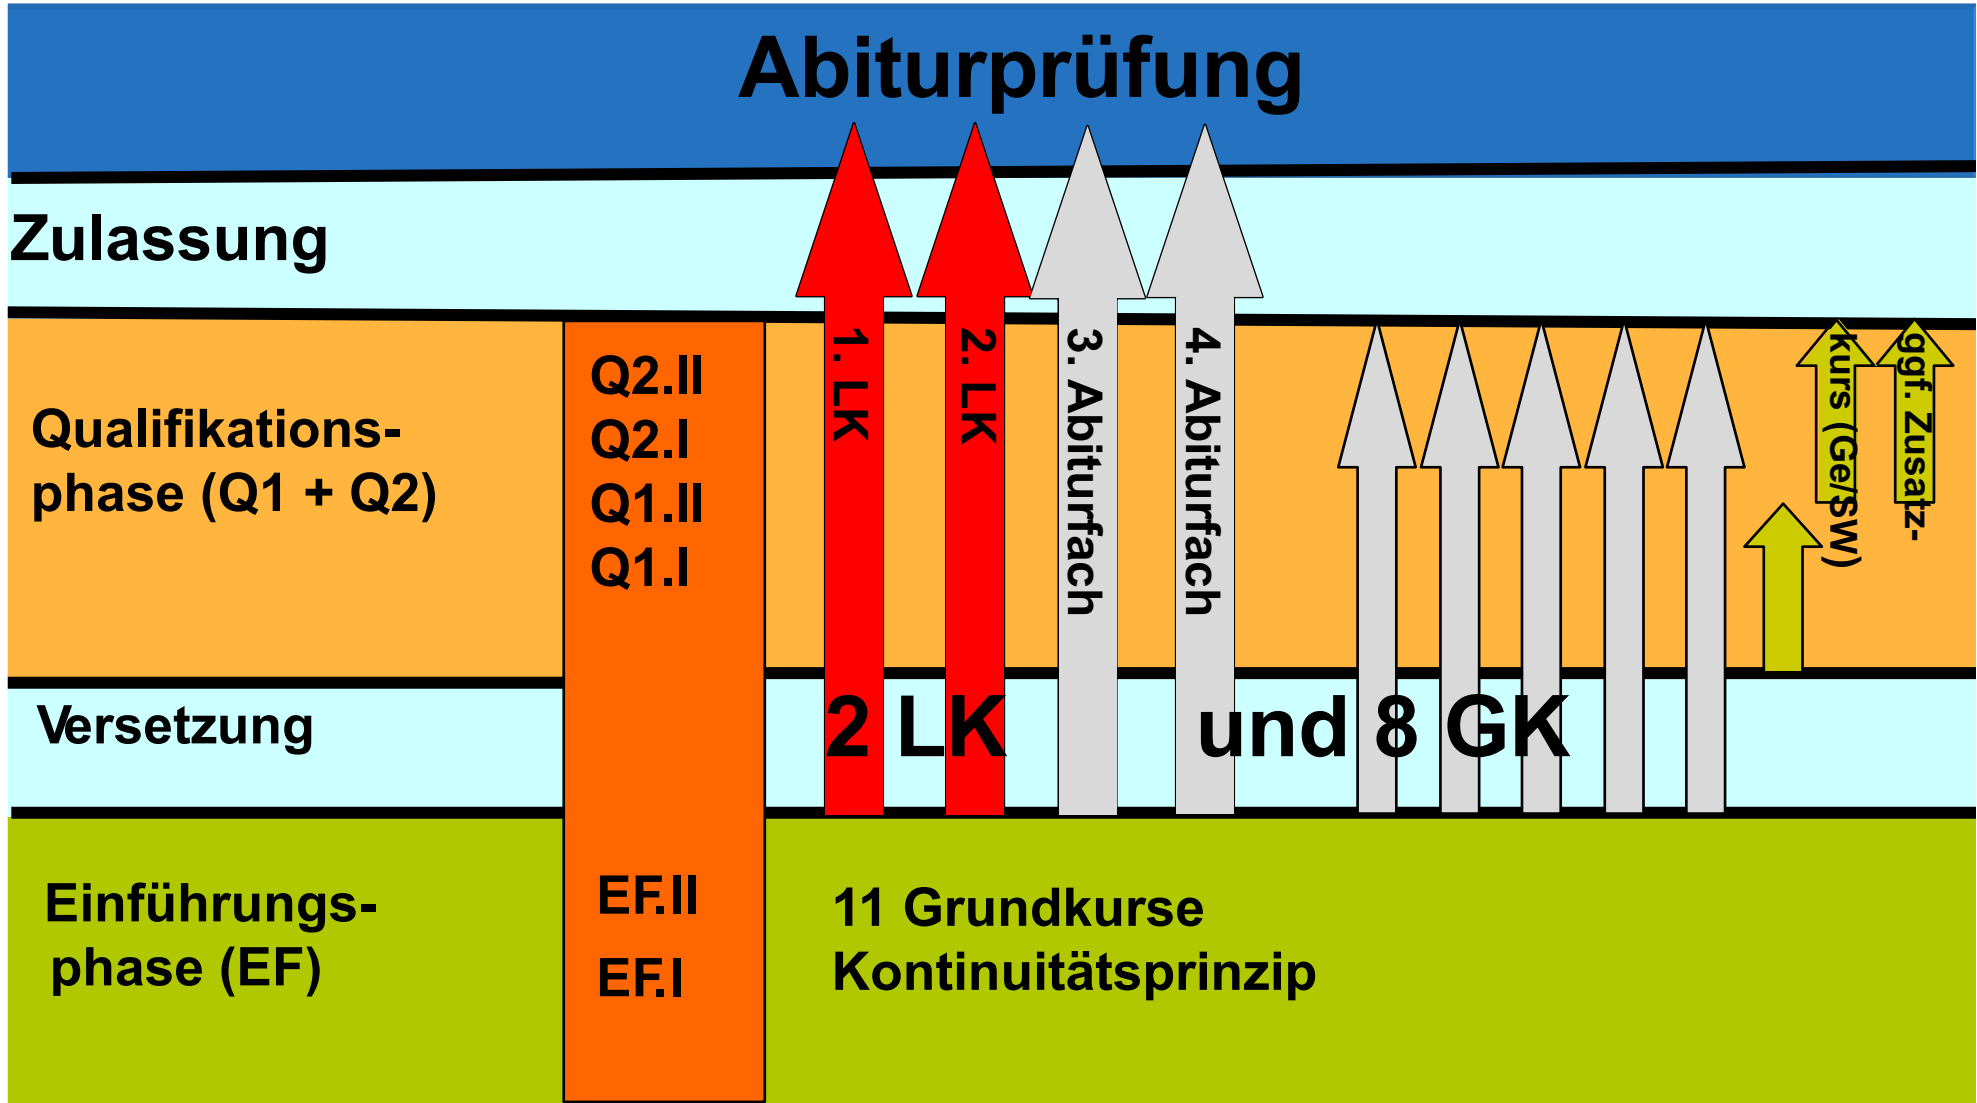 Abiturprüfung
Zulassung
Qualifikations-
phase (Q1 + Q2)
Q2.II
Q2.I
Q1.II
Q1.I
1. LK
2. LK
3. Abiturfach
4. Abiturfach
ggf. Zusatz-
kurs (Ge/SW)
Versetzung
2 LK und 8 GK
Einführungs-
phase (EF)
EF.II
EF.I
11 Grundkurse
Kontinuitätsprinzip